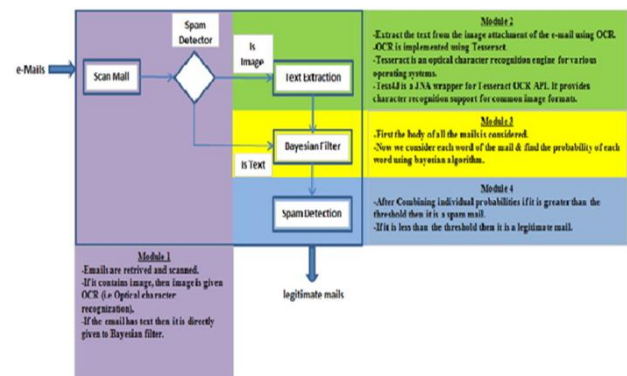 Spam
Detector
Is
Image
e-Mails
Scan Mail
Text Extraction
Bayesian Filter
Is Text
Spam Detection
legitimate mails
Module 2
-Extract the text from the image attachment of the e-mail using OCR.
-OCR is implemented using Tesseract.
-Tesseract is an optical character recognition engine for various
operating systems.
-Tess4J is a JNA wrapper for Tesseract OCR API. It provides
character recognition support for common image formats.
Module 3
-First the body of all the mails is considered.
-Now we consider each word of the mail & find the probability of each
word using bayesian algorithm.
Module 4
-After Combining individual probabilities if it is greater than the
threshold then it is a spam mail.
-If it is less than the threshold then it is a legitimate mail.
Module 1
-Emails are retrived and scanned.
-If it contains image, then image is given
OCR (i.e Optical character
recognization).
-If the email has text then it is directly
given to Bayesian filter.